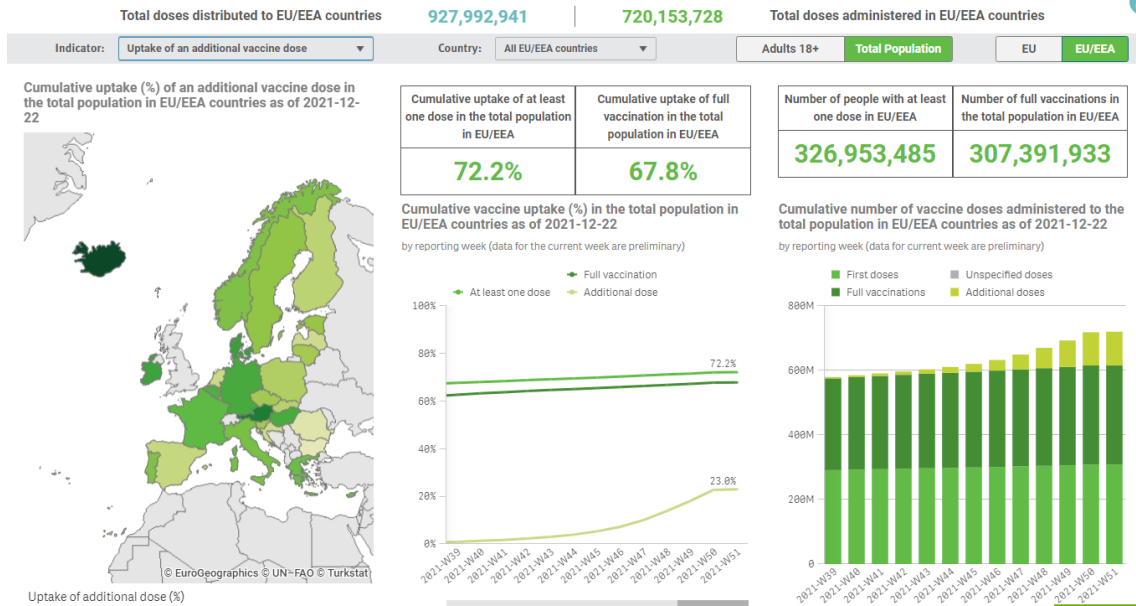 Total doses distributed to EU/EEA countries 927,992,941 720,153,728 Total doses administered in EU/EEA countries
Indicator: Uptake of an additional vaccine dose Country: All EU/EEA countries Adults 18+ Total Population EU EU/EEA
Cumulative uptake (%) of an additional vaccine dose in
the total population in EU/EEA countries as of 2021-12-
22
© EuroGeographics © UN-FAO © Turkstat
Uptake of additional dose (%)
Cumulative uptake of at least
one dose in the total population
in EU/EEA
72.2%
Cumulative uptake of full
vaccination in the total
population in EU/EEA
67.8%
Cumulative vaccine uptake (%) in the total population in
EU/EEA countries as of 2021-12-22
by reporting week (data for the current week are preliminary)
Full vaccination
At least one dose Additional dose
100%
80%
60%
40%
20%
0%
72.2%
23.0%
2021-W39 2021-W40 2021-W41 2021-W42 2021-W43 2021-W44 2021-W45 2021-W46 2021-W47 2021-W48 2021-W49 2021-W50 2021-W51
Number of people with at least
one dose in EU/EEA
326,953,485
Number of full vaccinations in
the total population in EU/EEA
307,391,933
Cumulative number of vaccine doses administered to the
total population in EU/EEA countries as of 2021-12-22
by reporting week (data for current week are preliminary)
First doses Unspecified doses
Full vaccinations Additional doses
800M
600M
400M
200M
0
2021-W39 2021-W40 2021-W41 2021-W42 2021-W43 2021-W44 2021-W45 2021-W46 2021-W47 2021-W48 2021-W49 2021-W50 2021-W51